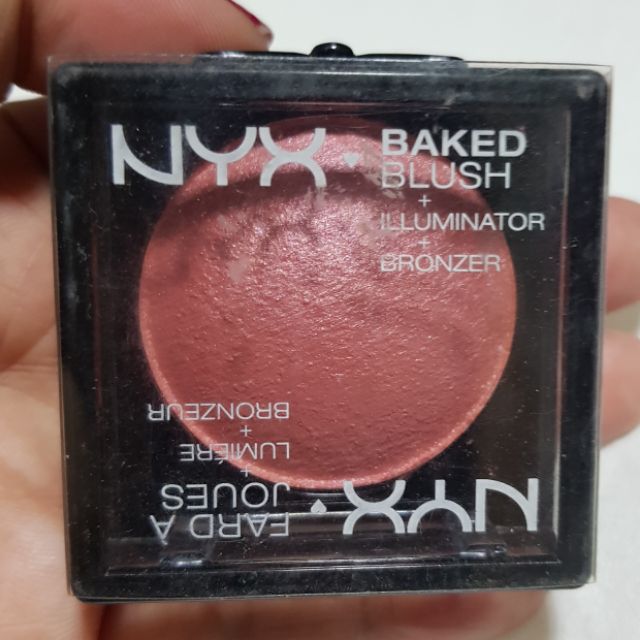 NYX
BAKED
BLUSH
+
ILLUMINATOR
+
BRONZER
NYX
FARD À
JOUES
+
LUMIÈRE
+
BRONZEUR